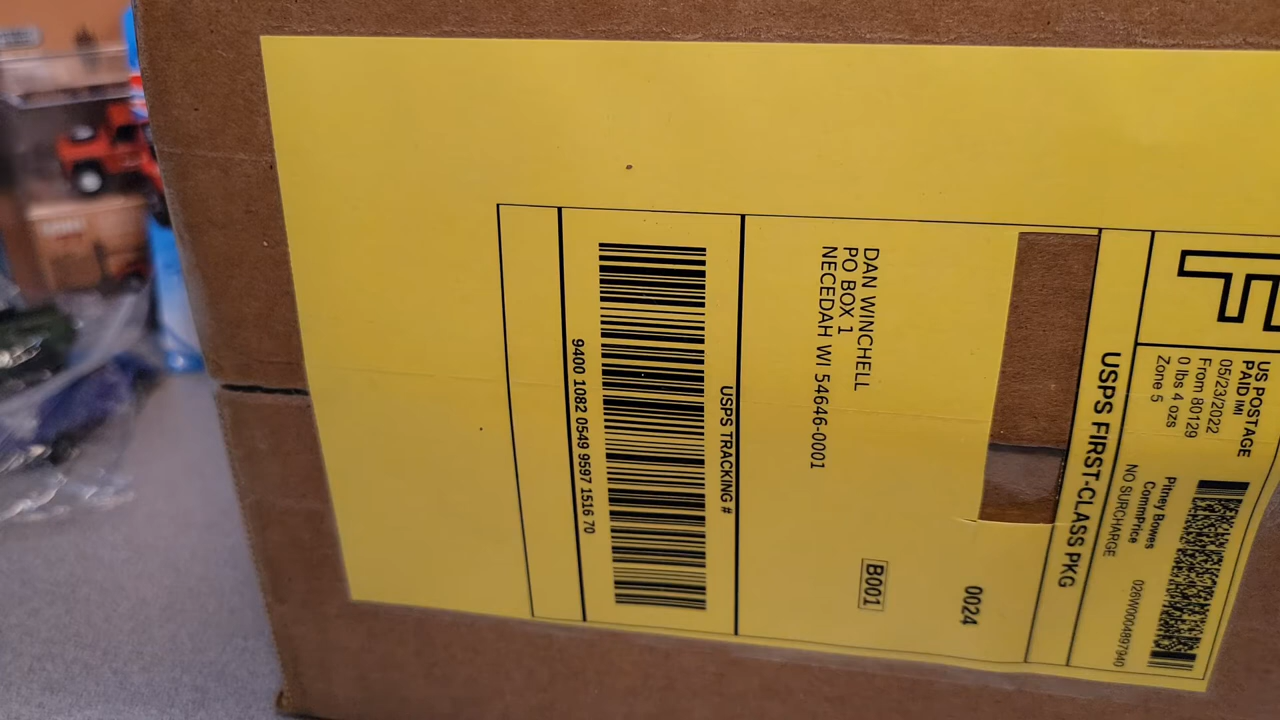 F
US POSTAGE
PAID IMI
05/23/2022
From 80129
0 lbs 4 ozs
Zone 5
Pitney Bowes
CommPrice
NO SURCHARGE
026W0004897940
USPS FIRST-CLASS PKG
0024
B001
DAN WINCHELL
PO BOX 1
NECEDAH WI 54646-0001
USPS TRACKING #
9400 1082 0549 9597 1516 70